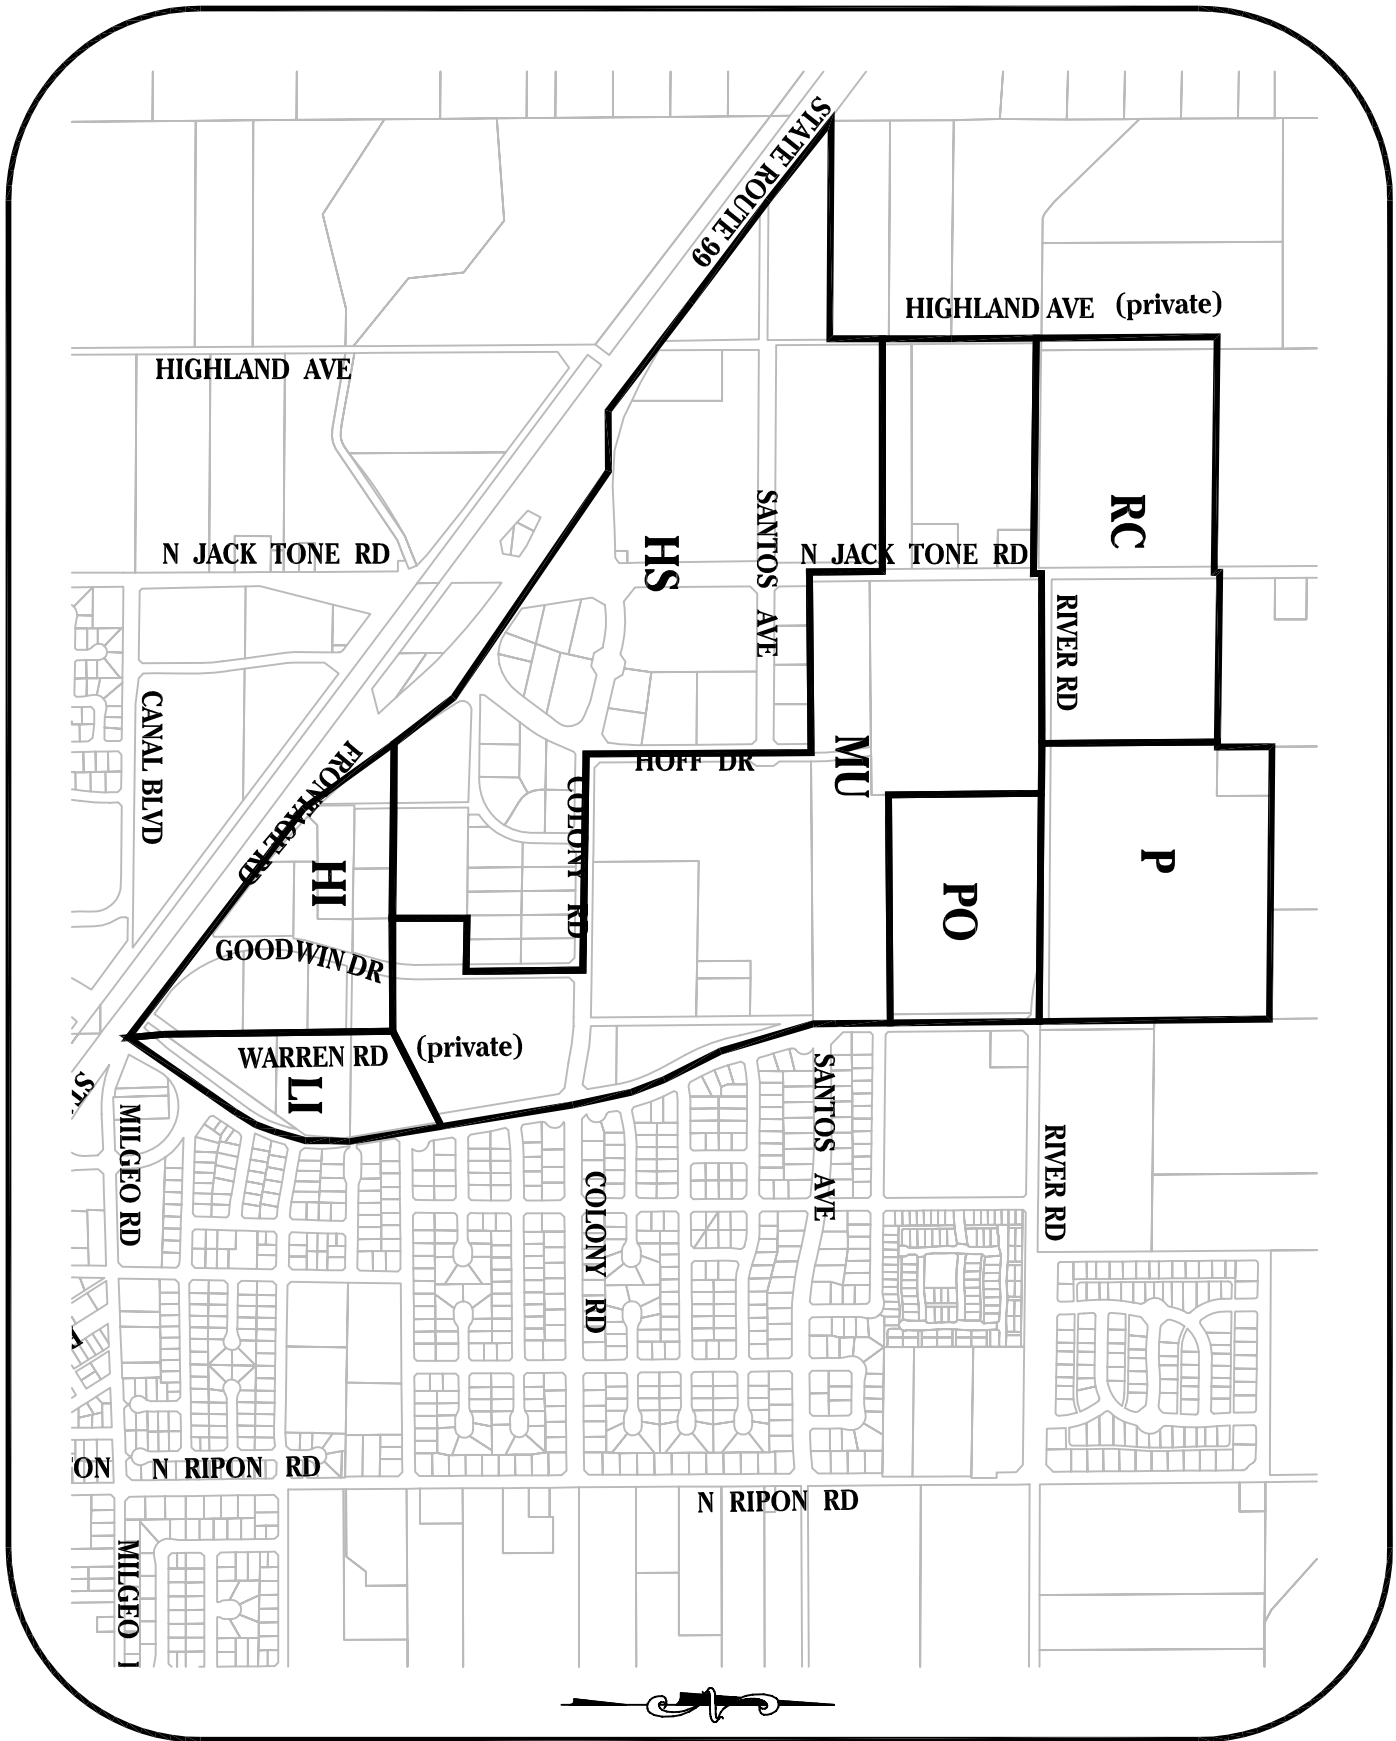 STATE ROUTE 99
HIGHLAND AVE (private)
HIGHLAND AVE
RC
SANTOS AVE
HS
N JACK TONE RD
N JACK TONE RD
RIVER RD
CANAL BLVD
MU
FRONTAGE RD
HOFF DR
COLONY RD
P
HI
PO
GOODWIN DR
WARREN RD (private)
LI
ST
SANTOS AVE
MILGEO RD
RIVER RD
COLONY RD
ON
N RIPON RD
N RIPON RD
MILGEO